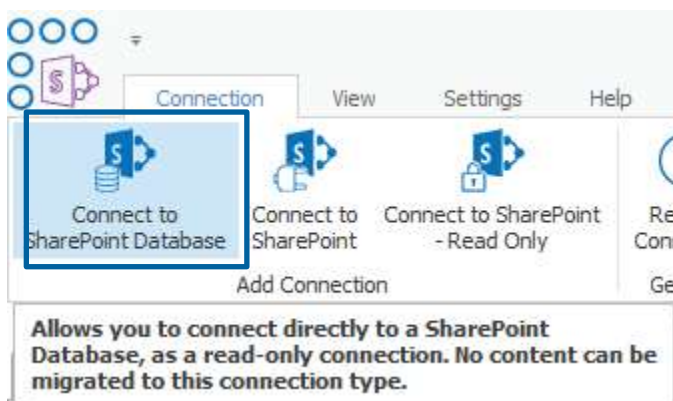 Connection View Settings Help
Connect to SharePoint Database
Connect to SharePoint
Connect to SharePoint - Read Only
Add Connection
Allows you to connect directly to a SharePoint
Database, as a read-only connection. No content can be
migrated to this connection type.